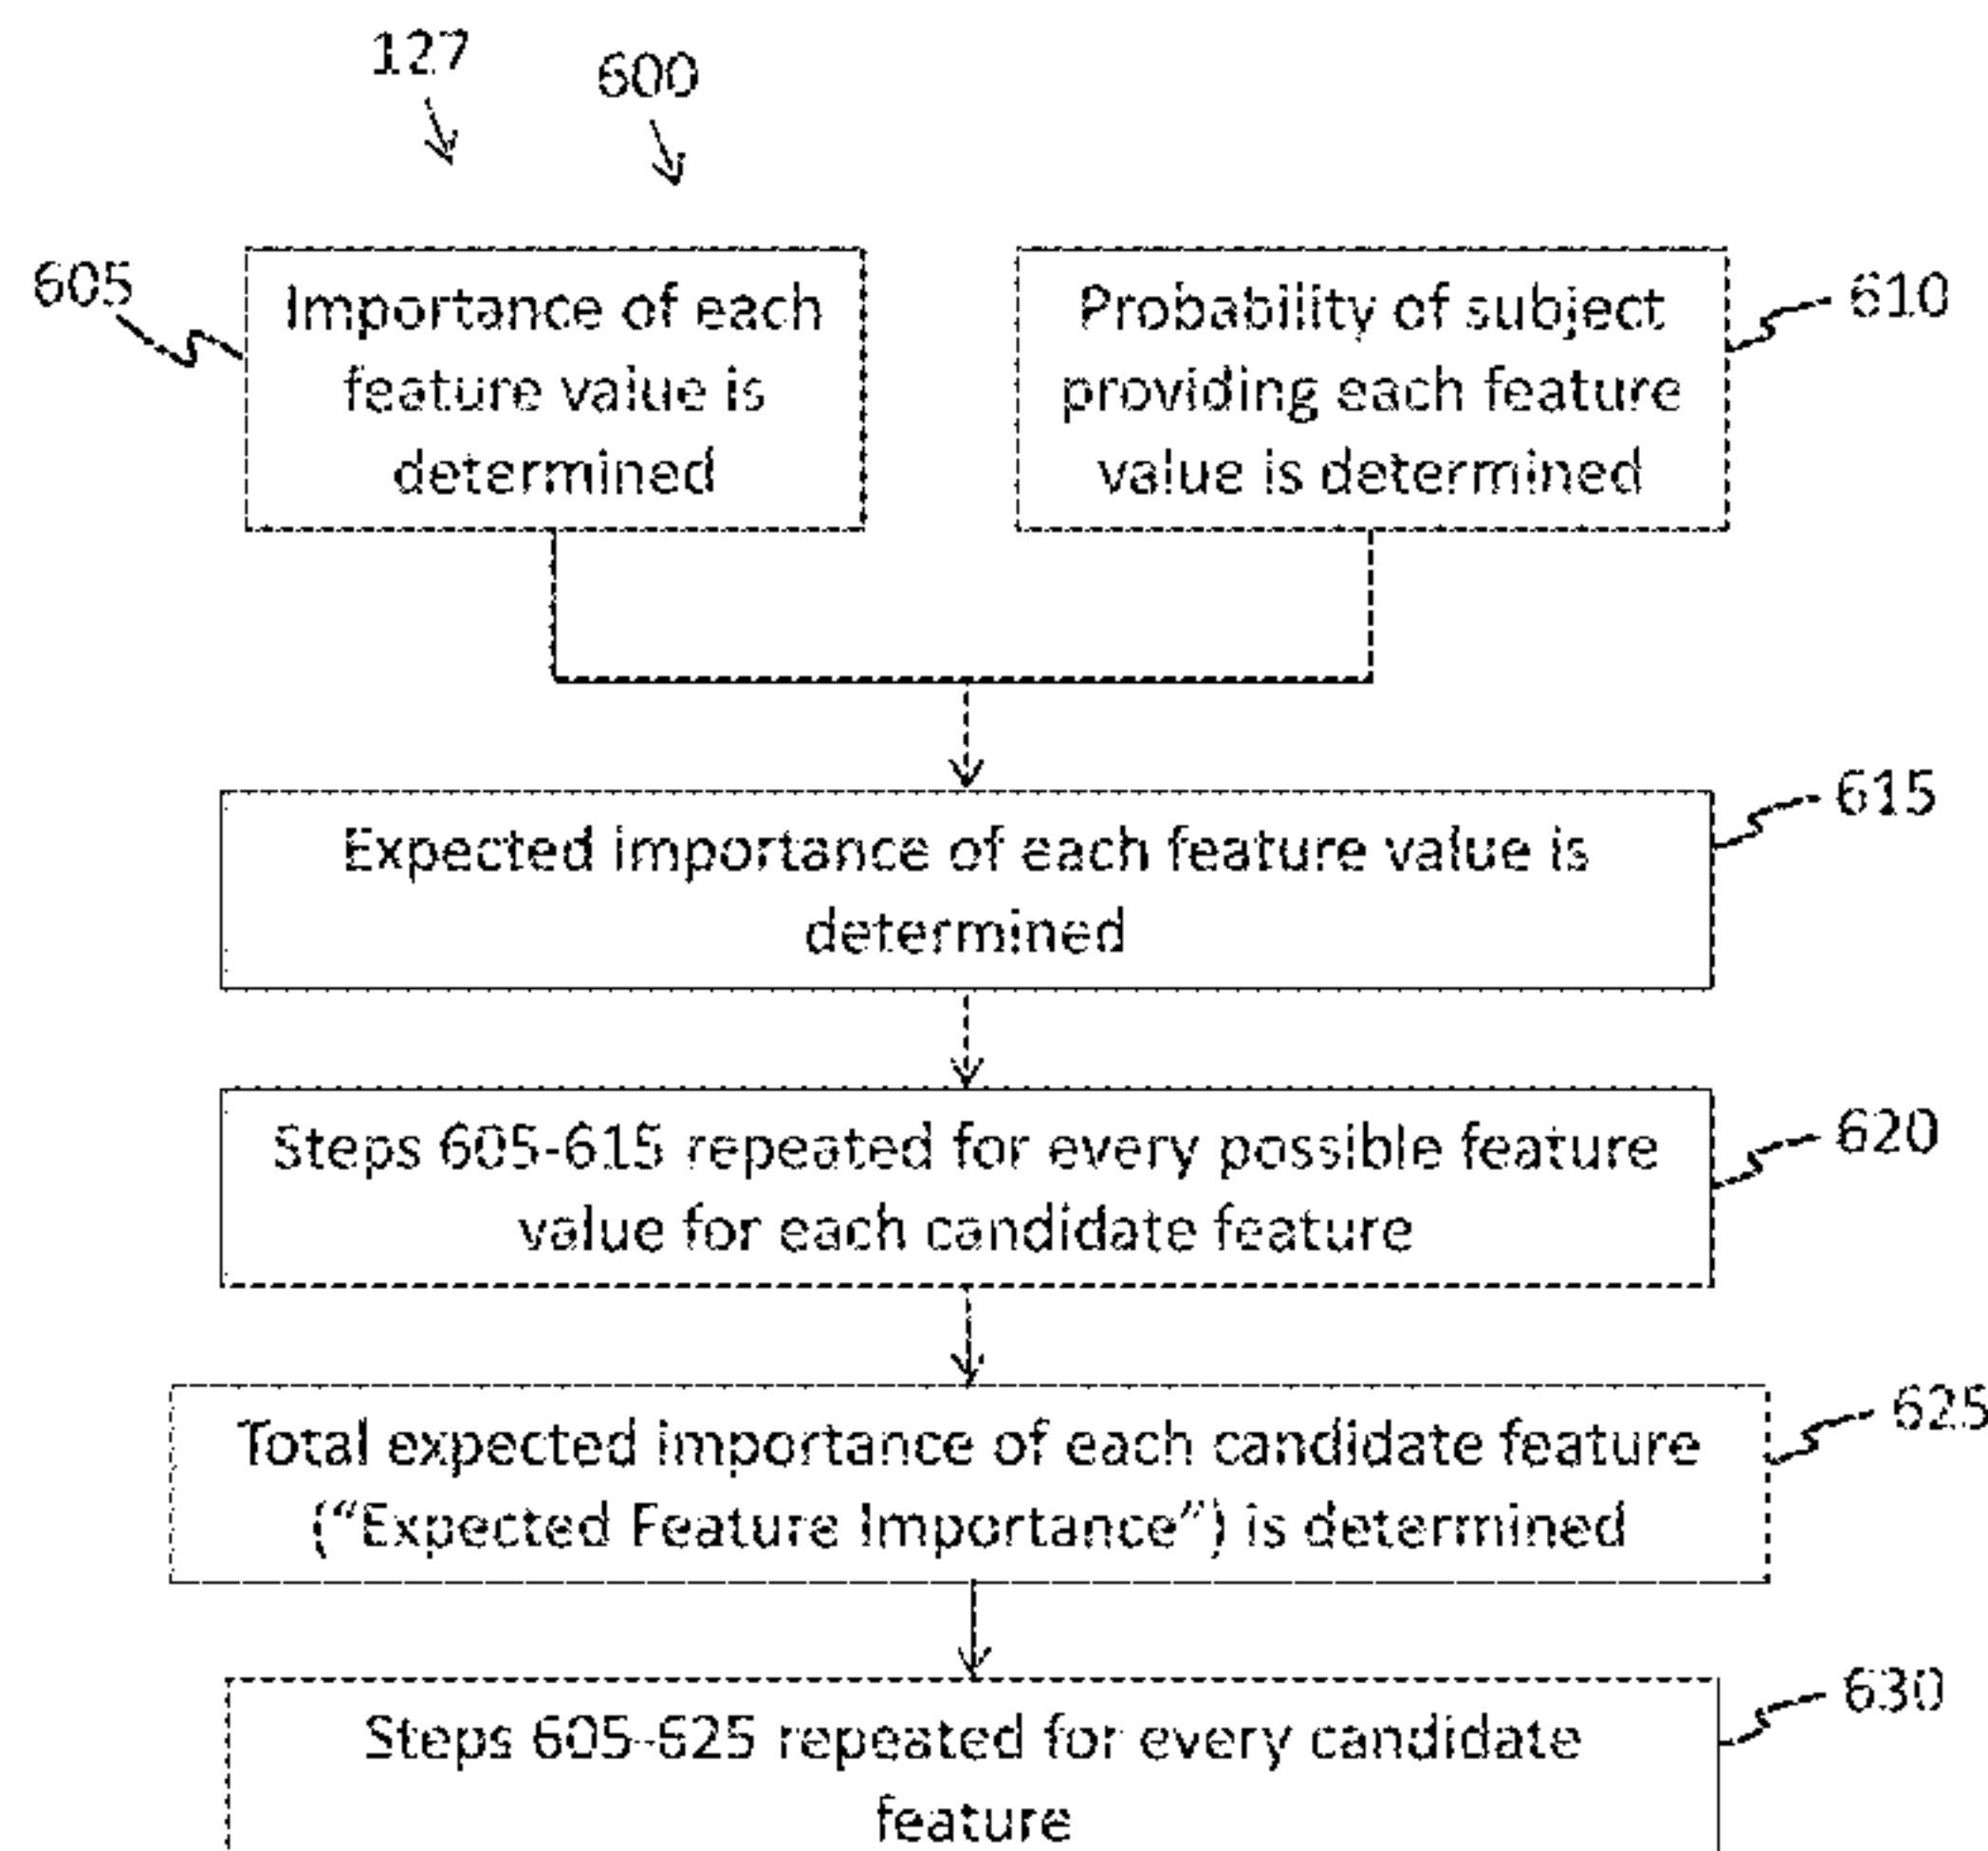 127
600
605
Importance of each
feature value is
determined
Probability of subject
providing each feature
value is determined
610
Expected importance of each feature value is
determined
615
Steps 605-615 repeated for every possible feature
value for each candidate feature
620
Total expected importance of each candidate feature
(“Expected Feature Importance”) is determined
625
Steps 605-625 repeated for every candidate
feature
630